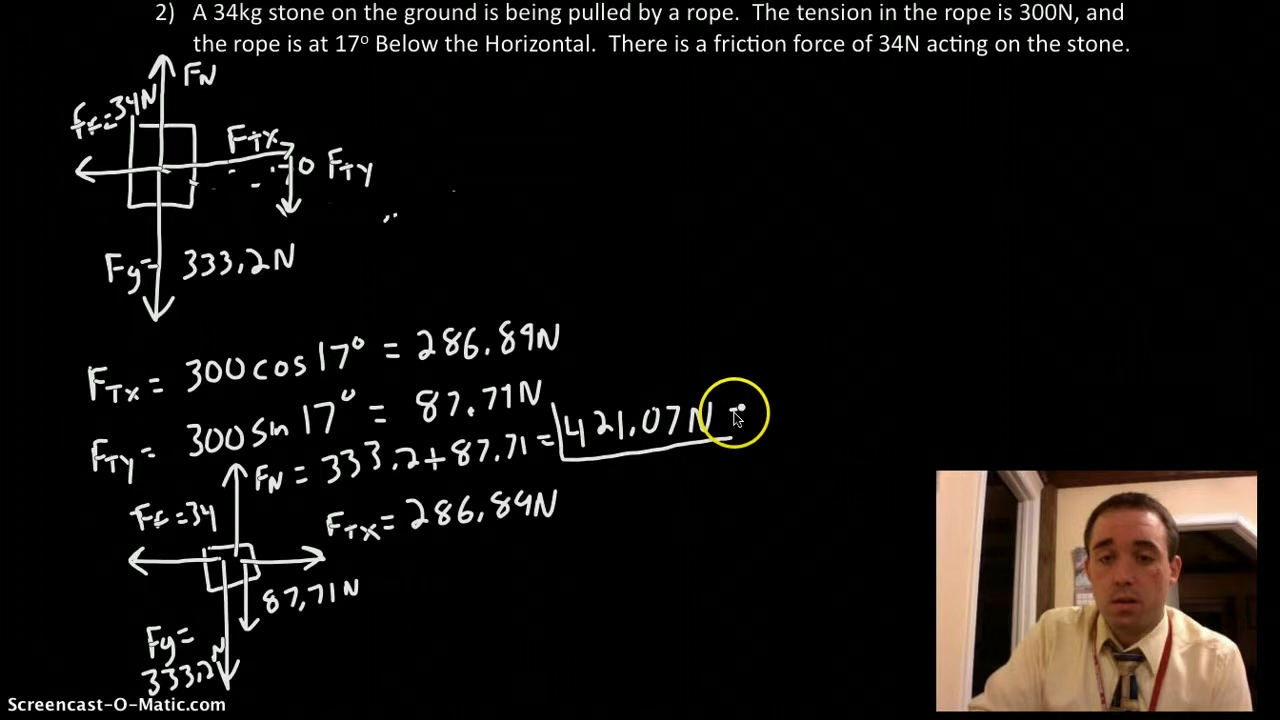 2) A 34kg stone on the ground is being pulled by a rope. The tension in the rope is 300N, and
the rope is at 17° Below the Horizontal. There is a friction force of 34N acting on the stone.
FN
Ff=34N
FTX
θ FTY
Fg= 333.2N
FTX = 300cos 17° = 286.89N
FTY = 300sin 17° = 87.71N
FN = 333.2+87.71 = 421.07N
Ff=34
FTX = 286.89N
87.71N
Fg=
333.2N
Screencast-O-Matic.com